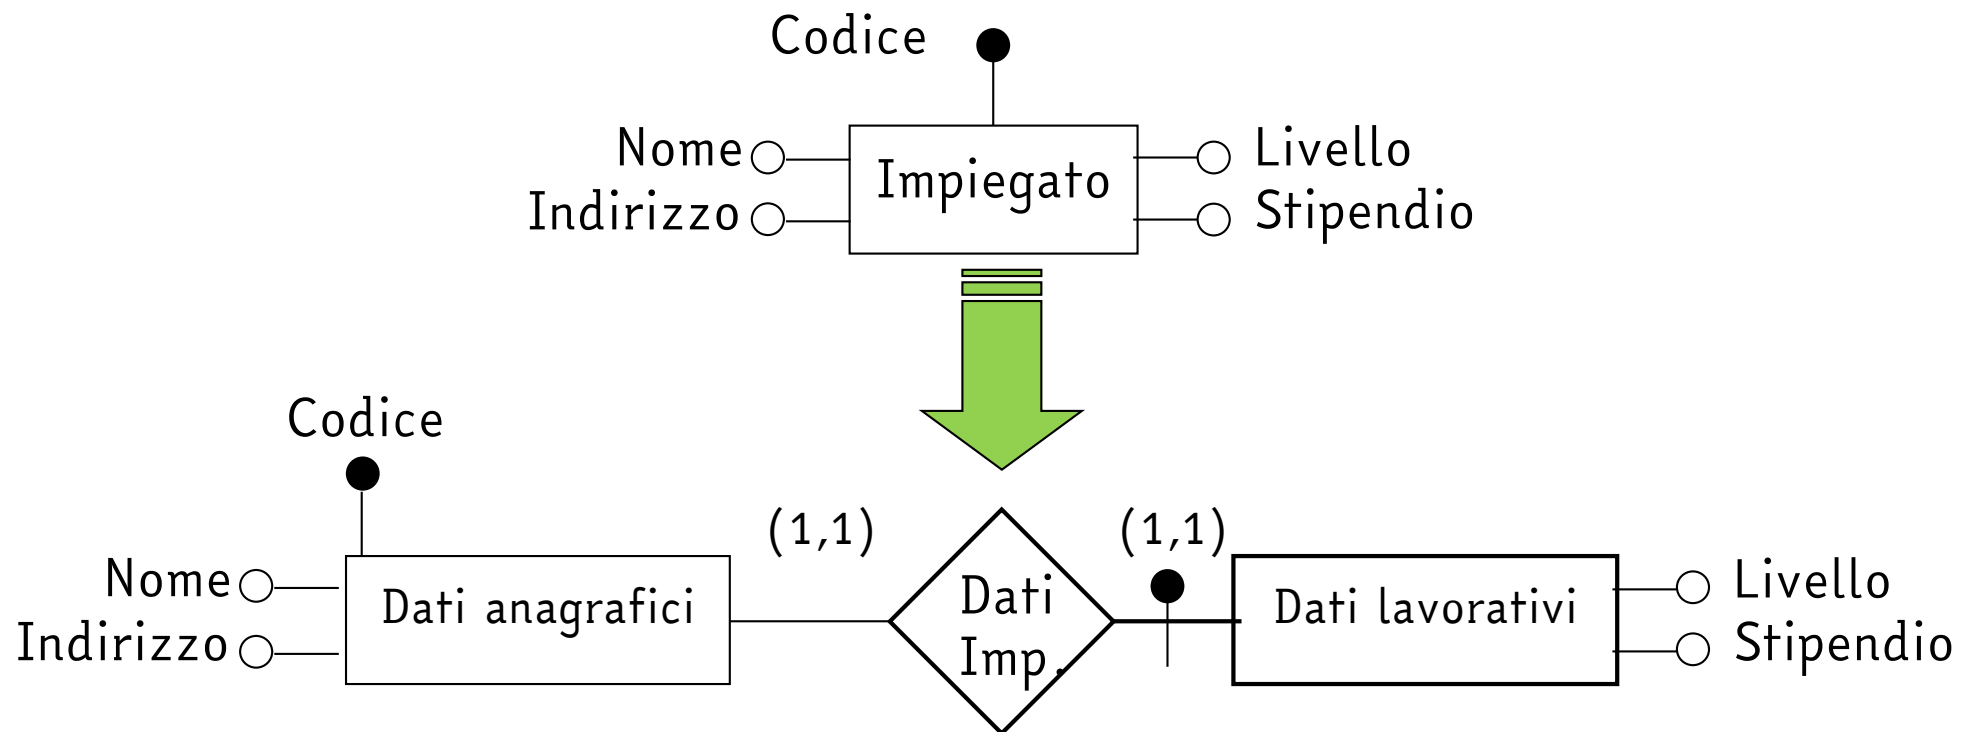 Codice
Nome
Livello
Impiegato
Indirizzo
Stipendio
Codice
(1,1)
(1,1)
Nome
Dati anagrafici
Dati
Imp.
Dati lavorativi
Livello
Indirizzo
Stipendio